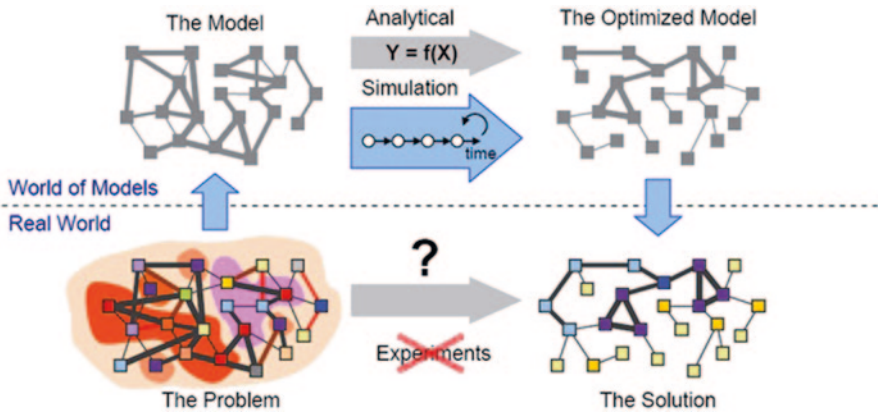 The Model
Analytical
The Optimized Model
Y = f(X)
Simulation
time
World of Models
Real World
?
Experiments
The Problem
The Solution